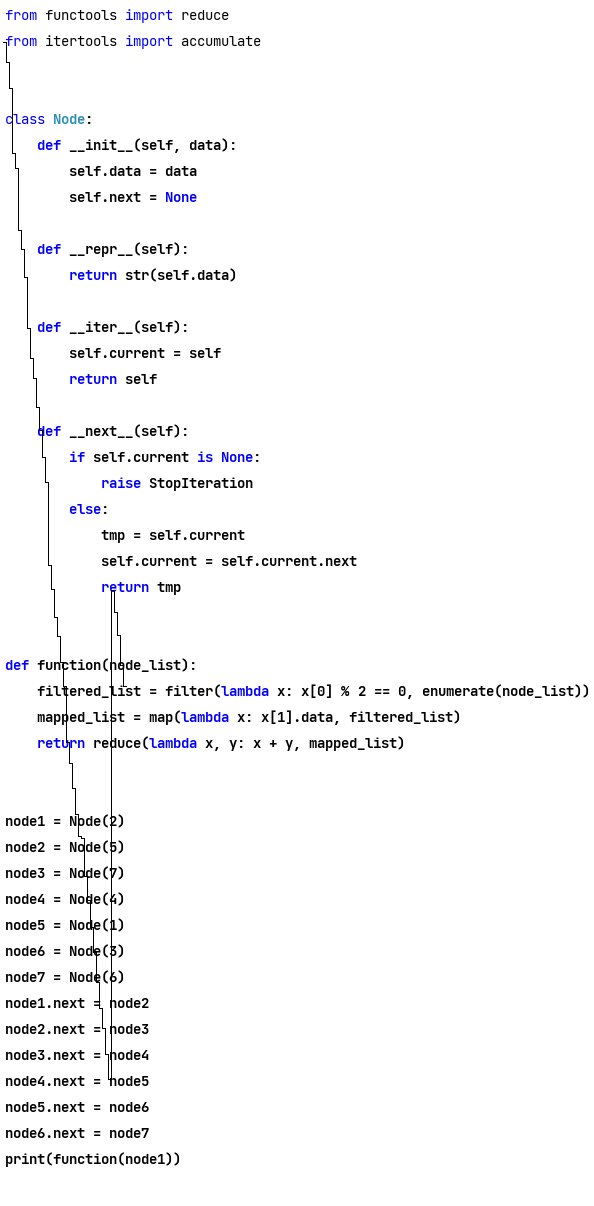 from functools import reduce
from itertools import accumulate
class Node:
def __init__(self, data):
self.data = data
self.next = None
def __repr__(self):
return str(self.data)
def __iter__(self):
self.current = self
return self
def __next__(self):
if self.current is None:
raise StopIteration
else:
tmp = self.current
self.current = self.current.next
return tmp
def function(node_list):
filtered_list = filter(lambda x: x[0] % 2 == 0, enumerate(node_list))
mapped_list = map(lambda x: x[1].data, filtered_list)
return reduce(lambda x, y: x + y, mapped_list)
node1 = Node(2)
node2 = Node(5)
node3 = Node(7)
node4 = Node(4)
node5 = Node(1)
node6 = Node(3)
node7 = Node(6)
node1.next = node2
node2.next = node3
node3.next = node4
node4.next = node5
node5.next = node6
node6.next = node7
print(function(node1))